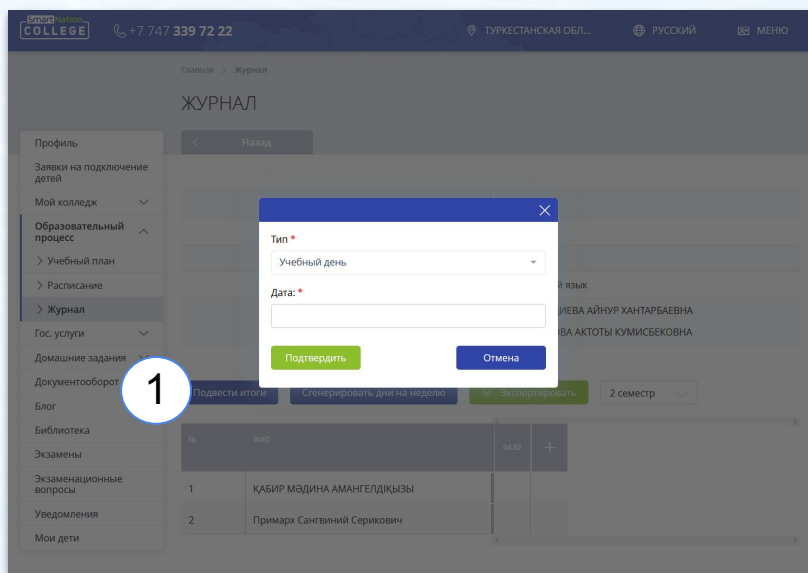 SmartNation
COLLEGE
+7 747 339 72 22
ТУРКЕСТАНСКАЯ ОБЛ...
РУССКИЙ
МЕНЮ
Главная > Журнал
ЖУРНАЛ
Профиль
Заявки на подключение
детей
Мой колледж
Образовательный
процесс
> Учебный план
> Расписание
> Журнал
Гос. услуги
Домашние задания
Документооборот
Блог
Библиотека
Экзамены
Экзаменационные
вопросы
Уведомления
Мои дети
Назад
Тип *
Учебный день
Дата: *
Подтвердить
Отмена
й язык
ИЕВА АЙНУР ХАНТАРБАЕВНА
ВА АКТОТЫ КУМИСБЕКОВНА
1
Подвести итоги
Сгенерировать дни на неделю
Экспортировать
2 семестр
№
ФИО
04.02
+
1
ҚАБИР МӘДИНА АМАНГЕЛДІҚЫЗЫ
2
Примарх Сангвиний Серикович